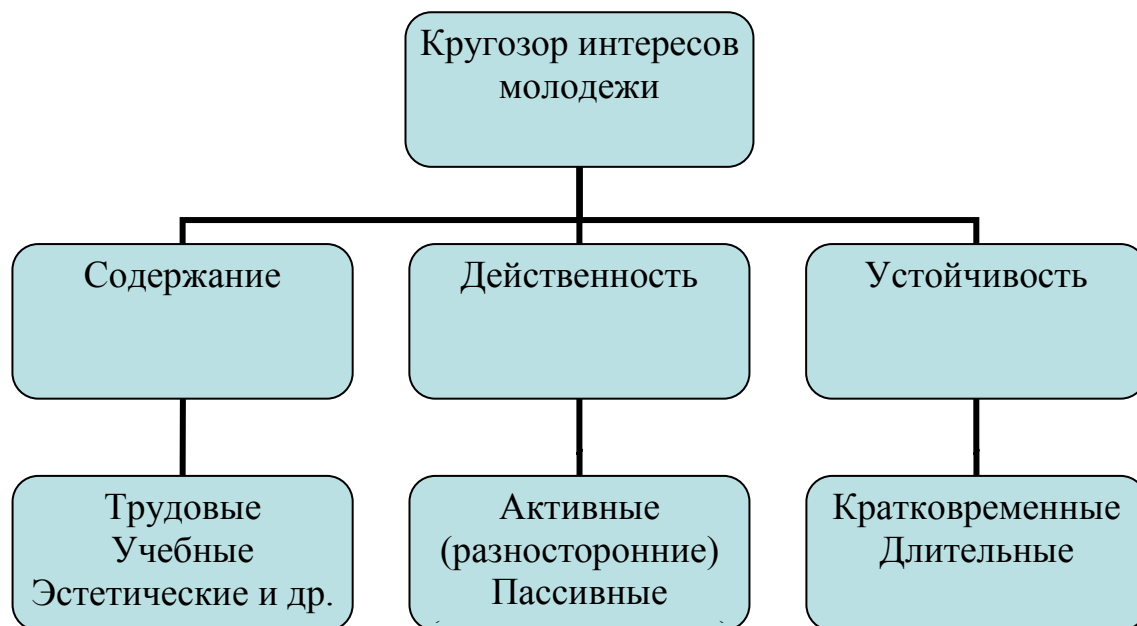 Кругозор интересов
молодежи
Содержание
Действенность
Устойчивость
Трудовые
Учебные
Эстетические и др.
Активные
(разносторонние)
Пассивные
Кратковременные
Длительные